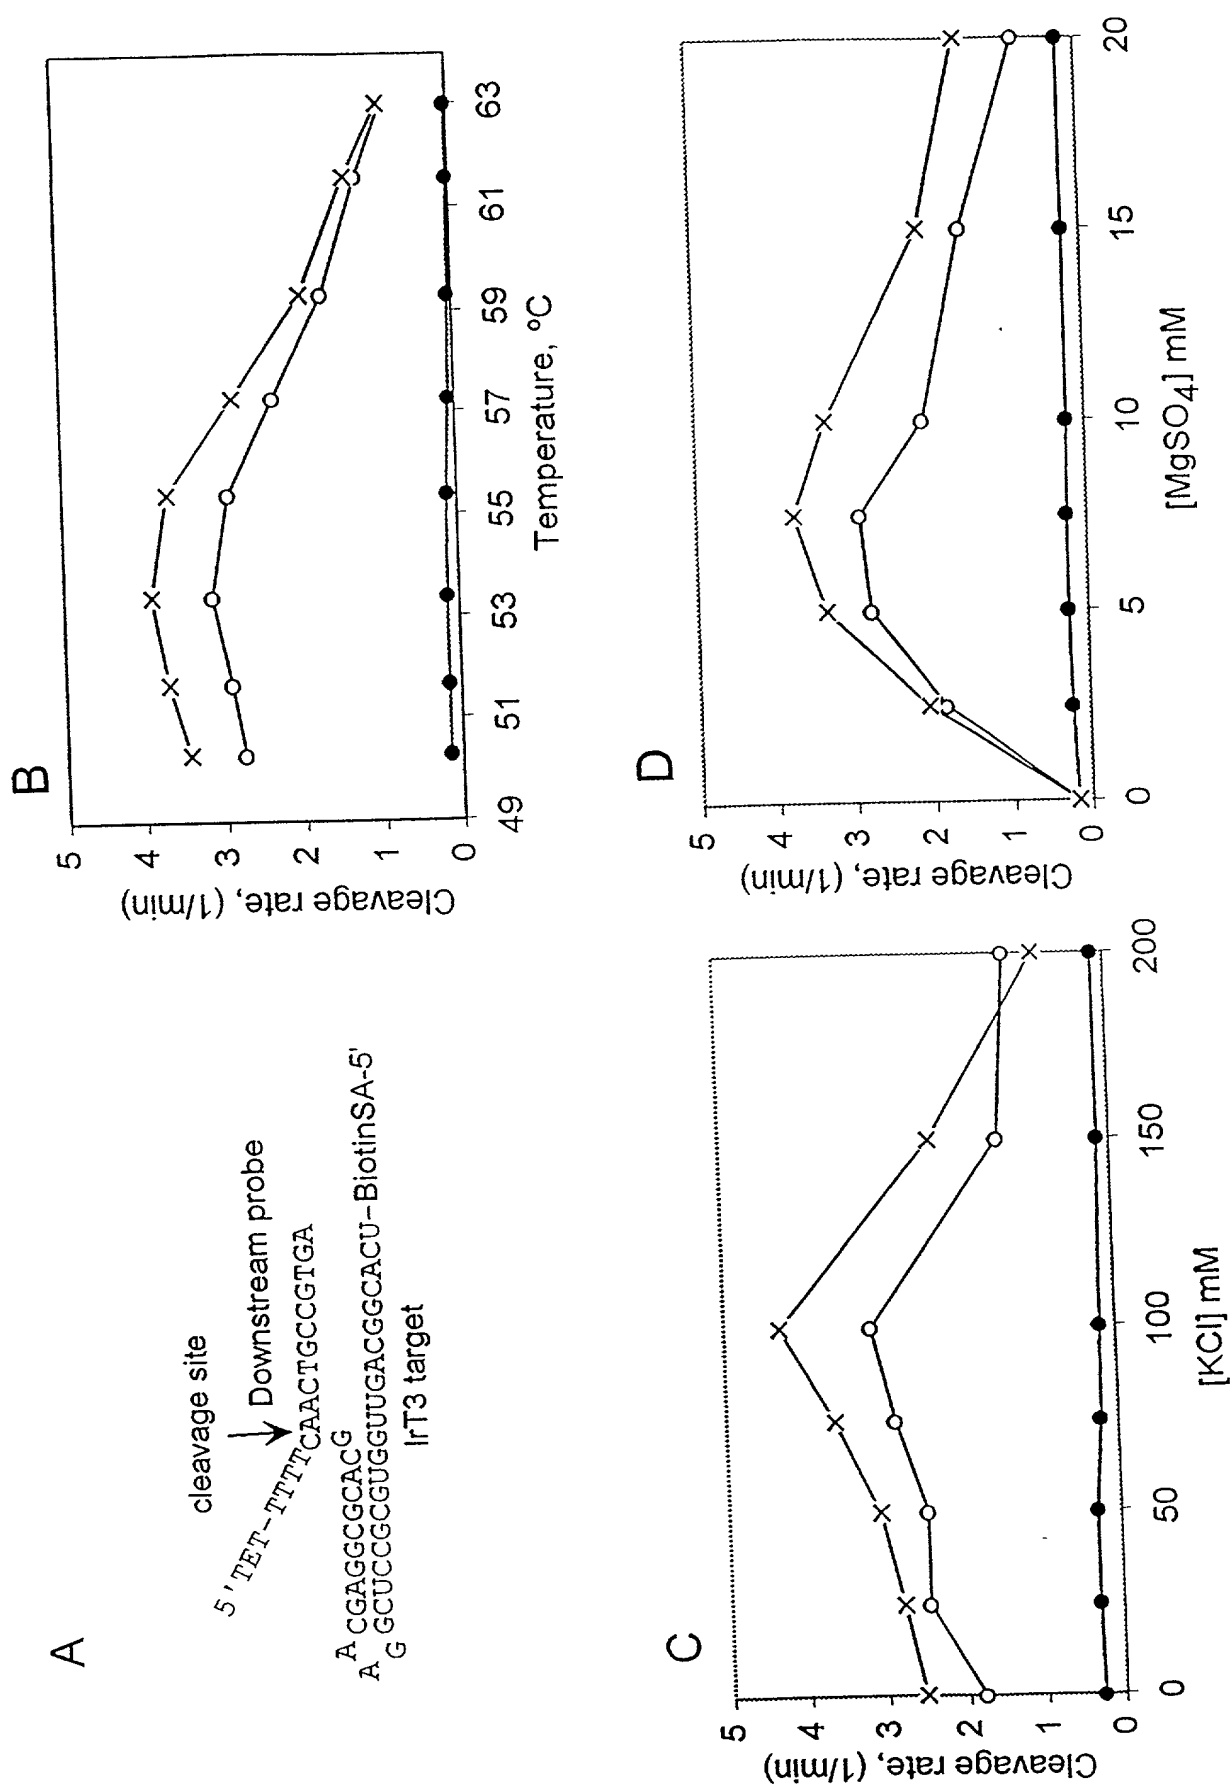 A
cleavage site
Downstream probe
5'TET-TTTTCAACTGCCGTGA
A
A CGAGGCGCACG
G GCUCCGCGUGGUUGACGGCACU-BiotinSA-5'
IrT3 target
B
Cleavage rate, (1/min)
5
4
3
2
1
0
49 51 53 55 57 59 61 63
Temperature, ºC
C
Cleavage rate, (1/min)
5
4
3
2
1
0
0 50 100 150 200
[KCl] mM
D
Cleavage rate, (1/min)
5
4
3
2
1
0
0 5 10 15 20
[MgSO4] mM